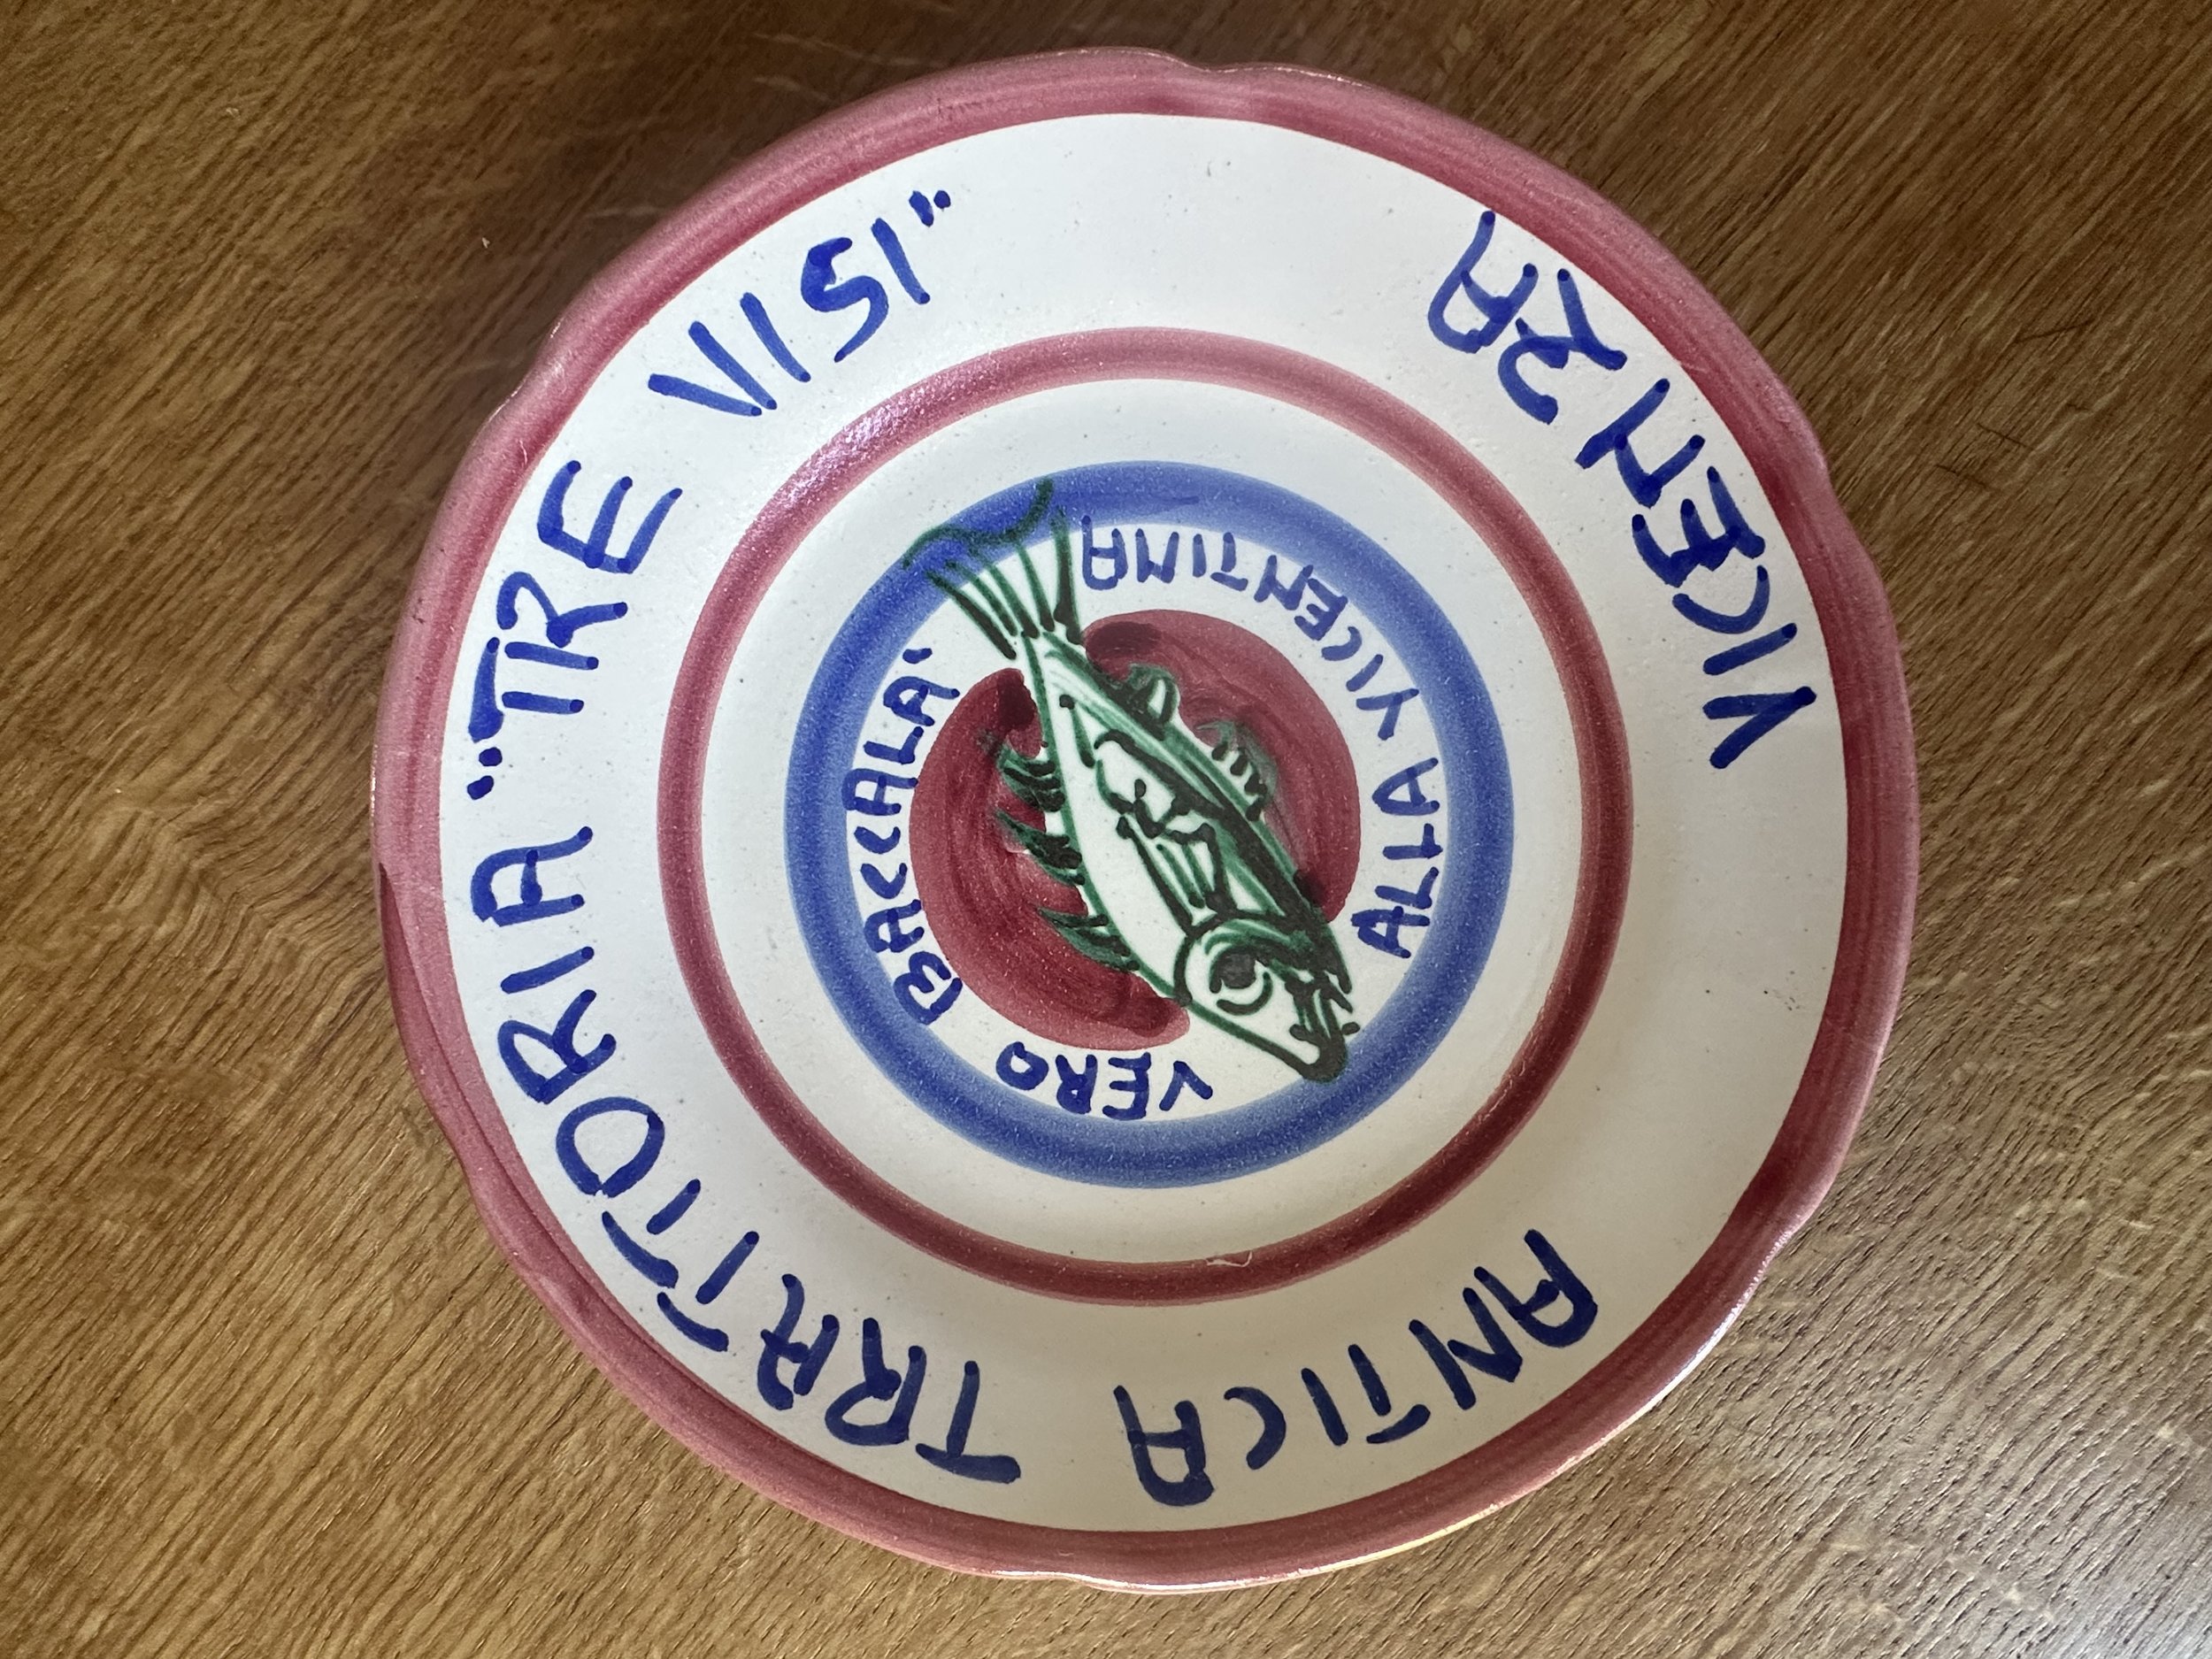 ANTICA TRATTORIA "TRE VISI"
VICENZA
VERO BACCALA'
ALLA VICENTINA